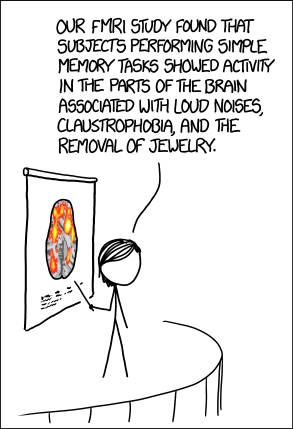 OUR FMRI STUDY FOUND THAT
SUBJECTS PERFORMING SIMPLE
MEMORY TASKS SHOWED ACTIVITY
IN THE PARTS OF THE BRAIN
ASSOCIATED WITH LOUD NOISES,
CLAUSTROPHOBIA, AND THE
REMOVAL OF JEWELRY.